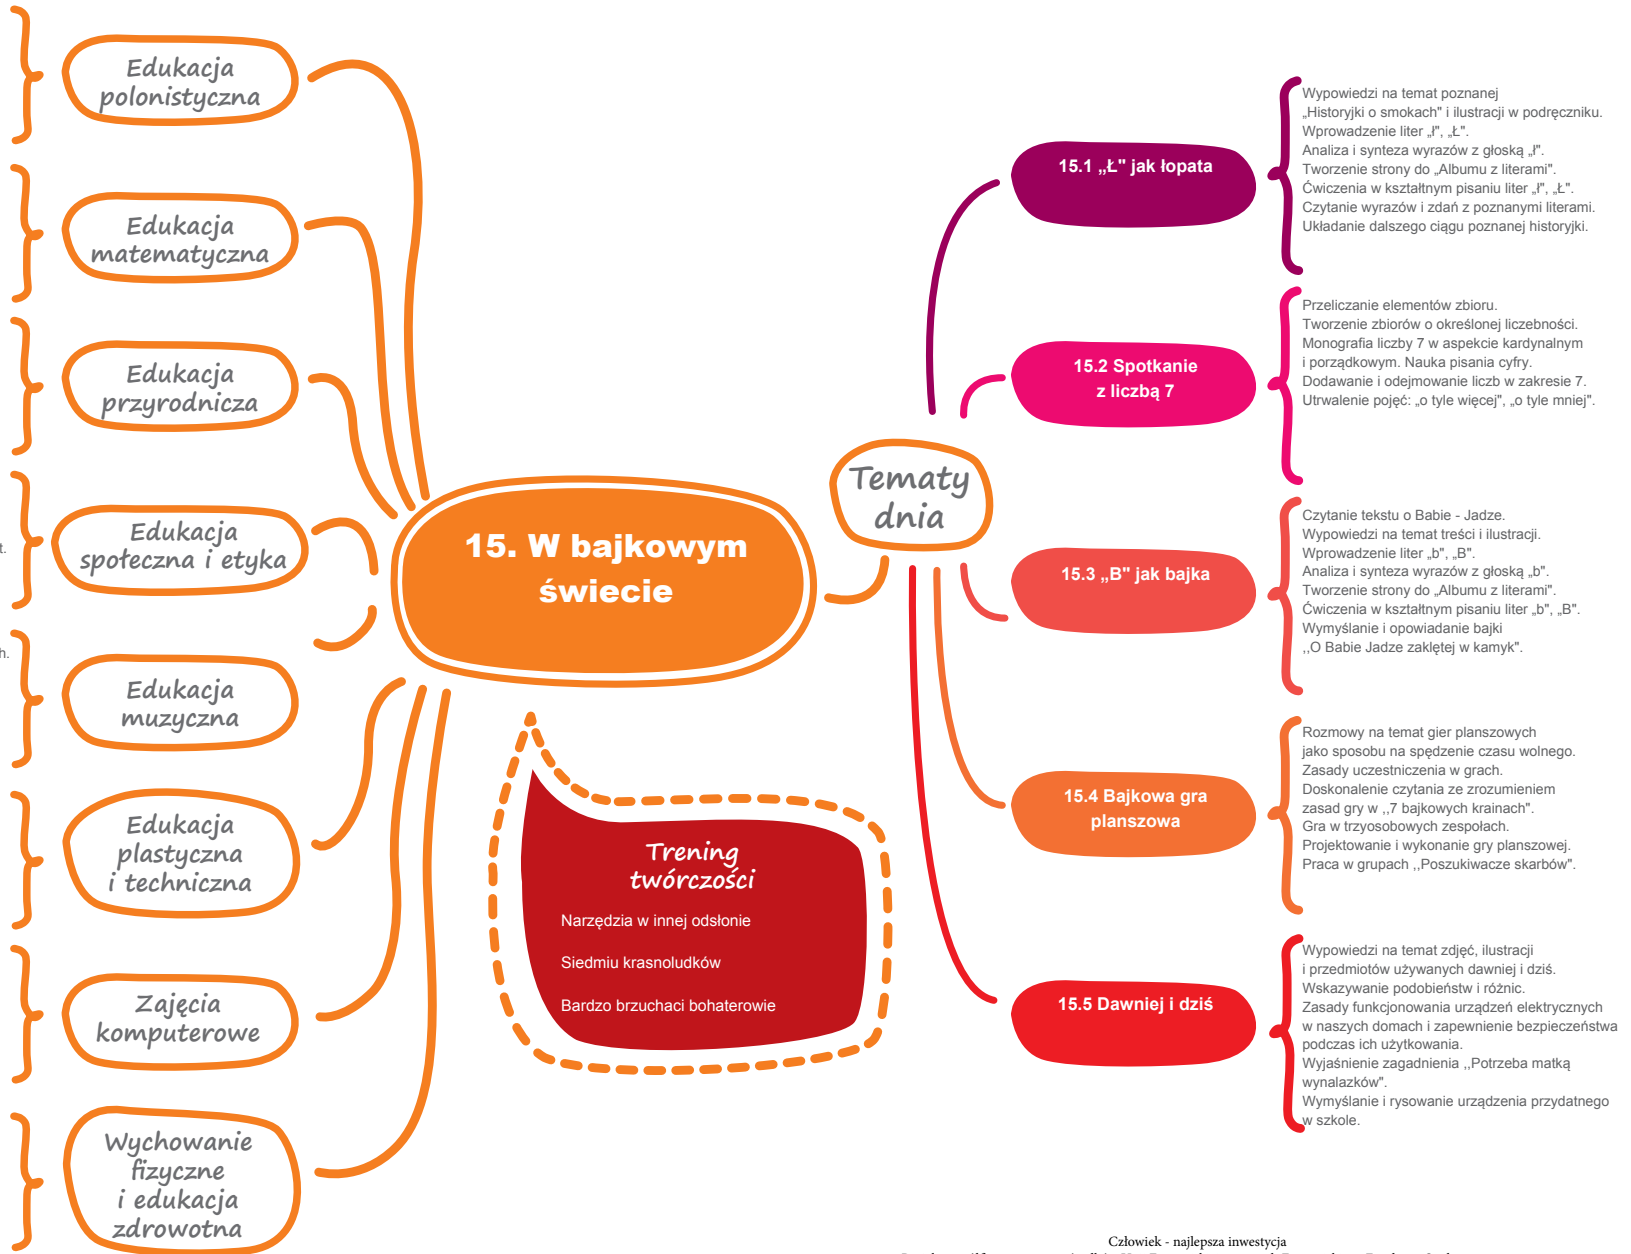 Edukacja
polonistyczna
Edukacja
matematyczna
Edukacja
przyrodnicza
Edukacja
społeczna i etyka
Edukacja
muzyczna
Edukacja
plastyczna
i techniczna
Zajęcia
komputerowe
Wychowanie
fizyczne
i edukacja
zdrowotna
15. W bajkowym
świecie
Trening
twórczości
Narzędzia w innej odsłonie
Siedmiu krasnoludków
Bardzo brzuchaci bohaterowie
Tematy
dnia
15.1 „Ł" jak łopata
Wypowiedzi na temat poznanej
„Historyjki o smokach" i ilustracji w podręczniku.
Wprowadzenie liter „ł", „Ł".
Analiza i synteza wyrazów z głoską „ł".
Tworzenie strony do „Albumu z literami".
Ćwiczenia w kształtnym pisaniu liter „ł", „Ł".
Czytanie wyrazów i zdań z poznanymi literami.
Układanie dalszego ciągu poznanej historyjki.
15.2 Spotkanie
z liczbą 7
Przeliczanie elementów zbioru.
Tworzenie zbiorów o określonej liczebności.
Monografia liczby 7 w aspekcie kardynalnym
i porządkowym. Nauka pisania cyfry.
Dodawanie i odejmowanie liczb w zakresie 7.
Utrwalenie pojęć: „o tyle więcej", „o tyle mniej".
15.3 „B" jak bajka
Czytanie tekstu o Babie - Jadze.
Wypowiedzi na temat treści i ilustracji.
Wprowadzenie liter „b", „B".
Analiza i synteza wyrazów z głoską „b".
Tworzenie strony do „Albumu z literami".
Ćwiczenia w kształtnym pisaniu liter „b", „B".
Wymyślanie i opowiadanie bajki
,,O Babie Jadze zaklętej w kamyk".
15.4 Bajkowa gra
planszowa
Rozmowy na temat gier planszowych
jako sposobu na spędzenie czasu wolnego.
Zasady uczestniczenia w grach.
Doskonalenie czytania ze zrozumieniem
zasad gry w ,,7 bajkowych krainach".
Gra w trzyosobowych zespołach.
Projektowanie i wykonanie gry planszowej.
Praca w grupach ,,Poszukiwacze skarbów".
15.5 Dawniej i dziś
Wypowiedzi na temat zdjęć, ilustracji
i przedmiotów używanych dawniej i dziś.
Wskazywanie podobieństw i różnic.
Zasady funkcjonowania urządzeń elektrycznych
w naszych domach i zapewnienie bezpieczeństwa
podczas ich użytkowania.
Wyjaśnienie zagadnienia ,,Potrzeba matką
wynalazków".
Wymyślanie i rysowanie urządzenia przydatnego
w szkole.
Człowiek - najlepsza inwestycja